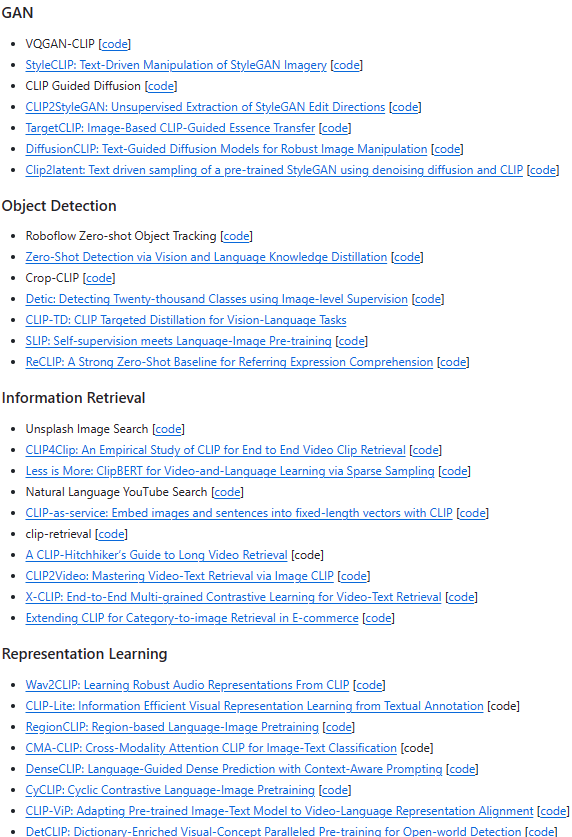 GAN
VQGAN-CLIP [code]
StyleCLIP: Text-Driven Manipulation of StyleGAN Imagery [code]
CLIP Guided Diffusion [code]
CLIP2StyleGAN: Unsupervised Extraction of StyleGAN Edit Directions [code]
TargetCLIP: Image-Based CLIP-Guided Essence Transfer [code]
DiffusionCLIP: Text-Guided Diffusion Models for Robust Image Manipulation [code]
Clip2latent: Text driven sampling of a pre-trained StyleGAN using denoising diffusion and CLIP [code]
Object Detection
Roboflow Zero-shot Object Tracking [code]
Zero-Shot Detection via Vision and Language Knowledge Distillation [code]
Crop-CLIP [code]
Detic: Detecting Twenty-thousand Classes using Image-level Supervision [code]
CLIP-TD: CLIP Targeted Distillation for Vision-Language Tasks
SLIP: Self-supervision meets Language-Image Pre-training [code]
ReCLIP: A Strong Zero-Shot Baseline for Referring Expression Comprehension [code]
Information Retrieval
Unsplash Image Search [code]
CLIP4Clip: An Empirical Study of CLIP for End to End Video Clip Retrieval [code]
Less is More: ClipBERT for Video-and-Language Learning via Sparse Sampling [code]
Natural Language YouTube Search [code]
CLIP-as-service: Embed images and sentences into fixed-length vectors with CLIP [code]
clip-retrieval [code]
A CLIP-Hitchhiker's Guide to Long Video Retrieval [code]
CLIP2Video: Mastering Video-Text Retrieval via Image CLIP [code]
X-CLIP: End-to-End Multi-grained Contrastive Learning for Video-Text Retrieval [code]
Extending CLIP for Category-to-image Retrieval in E-commerce [code]
Representation Learning
Wav2CLIP: Learning Robust Audio Representations From CLIP [code]
CLIP-Lite: Information Efficient Visual Representation Learning from Textual Annotation [code]
RegionCLIP: Region-based Language-Image Pretraining [code]
CMA-CLIP: Cross-Modality Attention CLIP for Image-Text Classification [code]
DenseCLIP: Language-Guided Dense Prediction with Context-Aware Prompting [code]
CyCLIP: Cyclic Contrastive Language-Image Pretraining [code]
CLIP-ViP: Adapting Pre-trained Image-Text Model to Video-Language Representation Alignment [code]
DetCLIP: Dictionary-Enriched Visual-Concept Paralleled Pre-training for Open-world Detection [code]